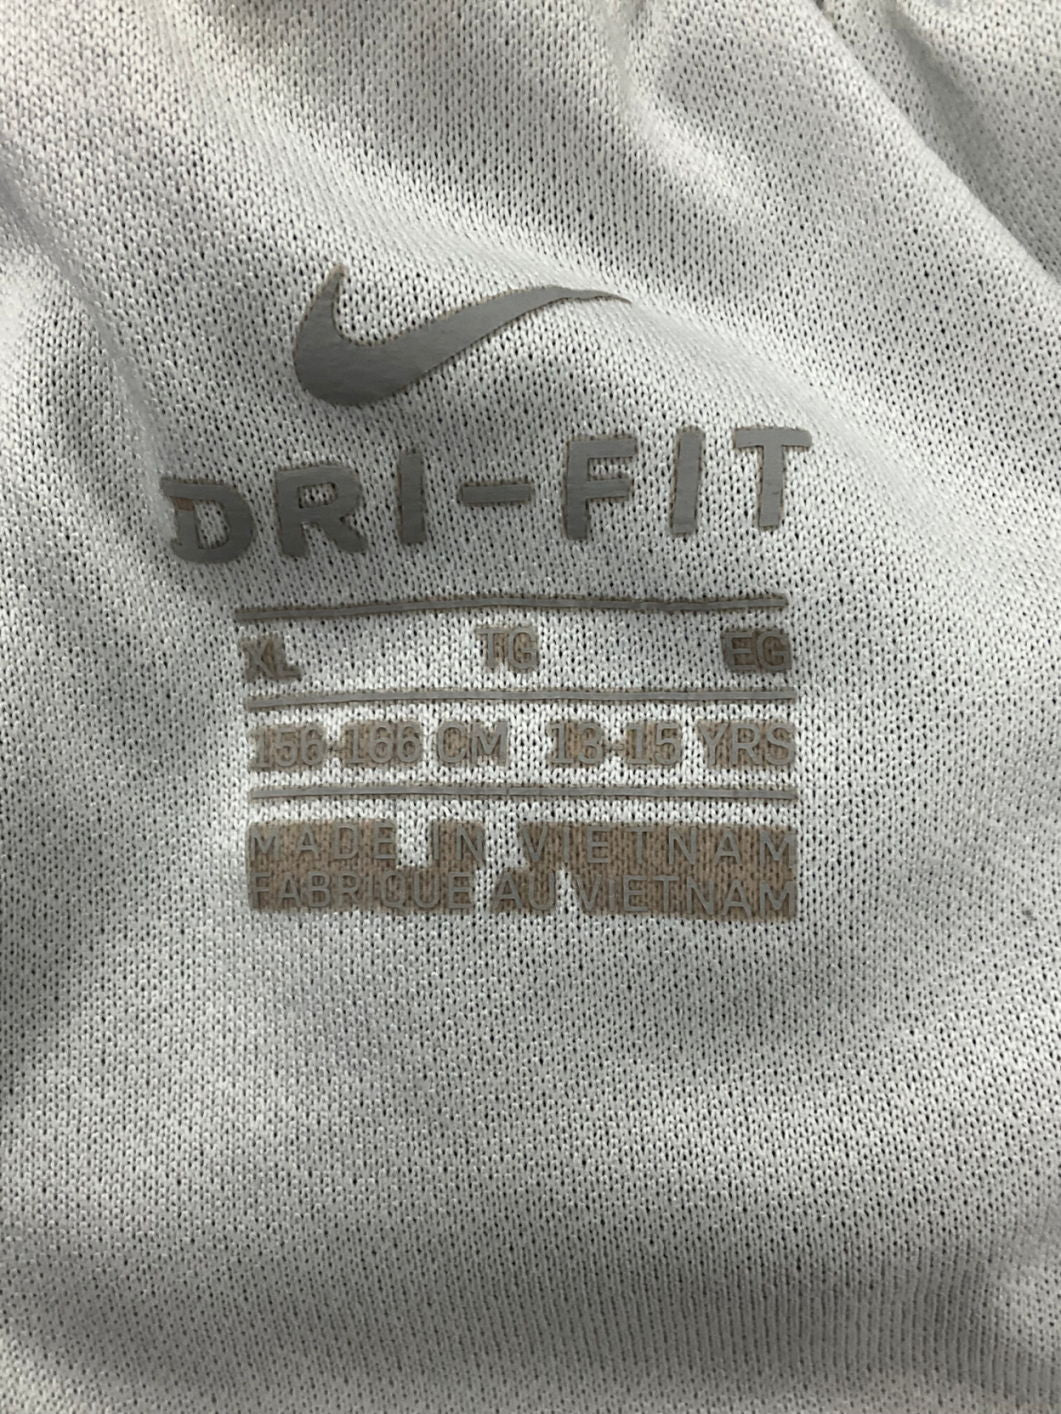 DRI-FIT
XL TG EG
156-166 CM 13-15 YRS
MADE IN VIETNAM
FABRIQUE AU VIETNAM